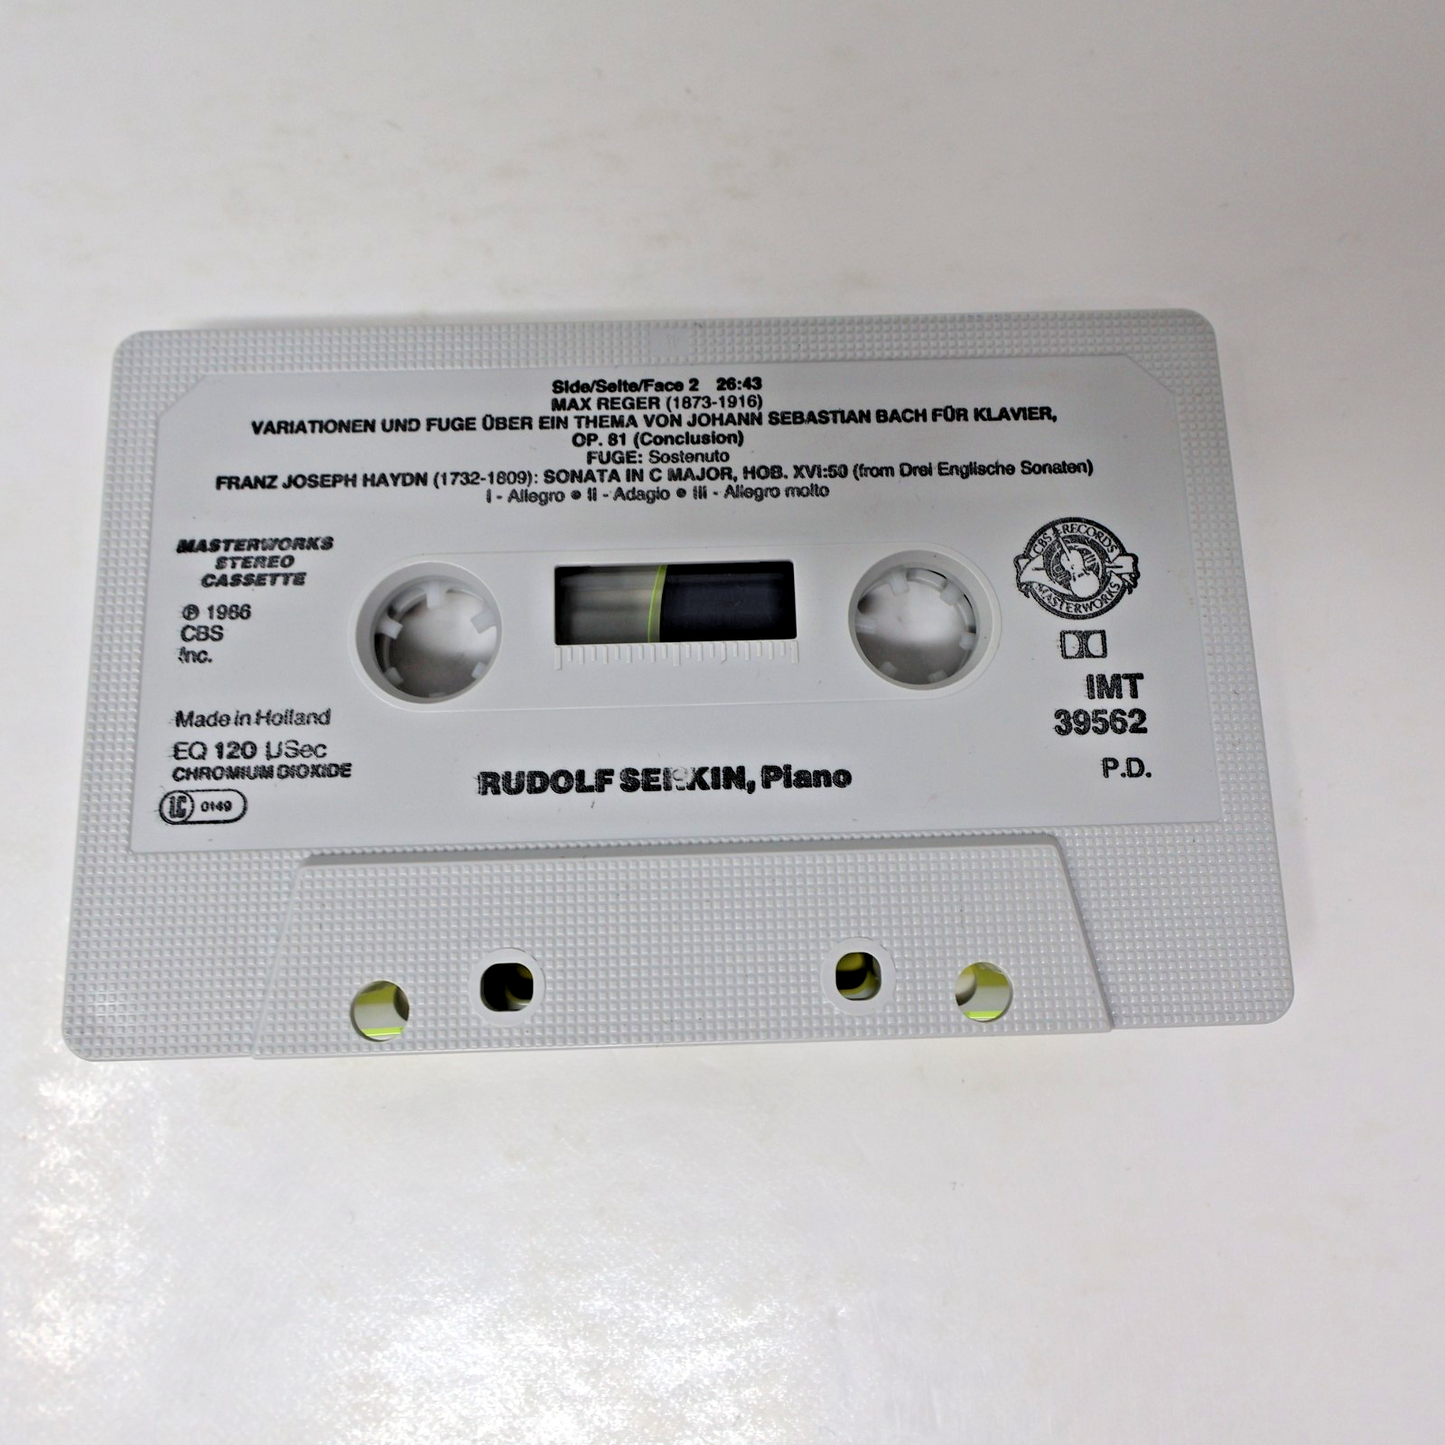 Side/Seite/Face 2 26:43
MAX REGER (1873-1916)
VARIATIONEN UND FUGE ÜBER EIN THEMA VON JOHANN SEBASTIAN BACH FÜR KLAVIER,
OP. 81 (Conclusion)
FUGE: Sostenuto
FRANZ JOSEPH HAYDN (1732-1809): SONATA IN C MAJOR, HOB. XVI:50 (from Drei Englische Sonaten)
I - Allegro • II - Adagio • III - Allegro molto
MASTERWORKS
STEREO
CASSETTE
℗ 1986
CBS
Inc.
Made in Holland
EQ 120 µSec
CHROMIUM DIOXIDE
LC 0149
RUDOLF SERKIN, Piano
CBS RECORDS
MASTERWORKS
IMT
39562
P.D.